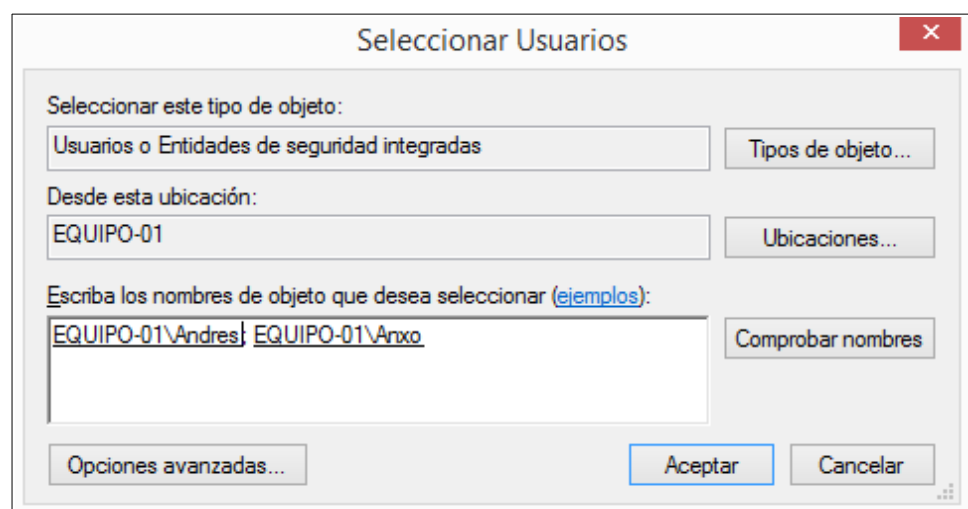 Seleccionar Usuarios
Seleccionar este tipo de objeto:
Usuarios o Entidades de seguridad integradas
Tipos de objeto...
Desde esta ubicación:
EQUIPO-01
Ubicaciones...
Escriba los nombres de objeto que desea seleccionar (ejemplos):
EQUIPO-01\Andres; EQUIPO-01\Anxo
Comprobar nombres
Opciones avanzadas...
Aceptar
Cancelar